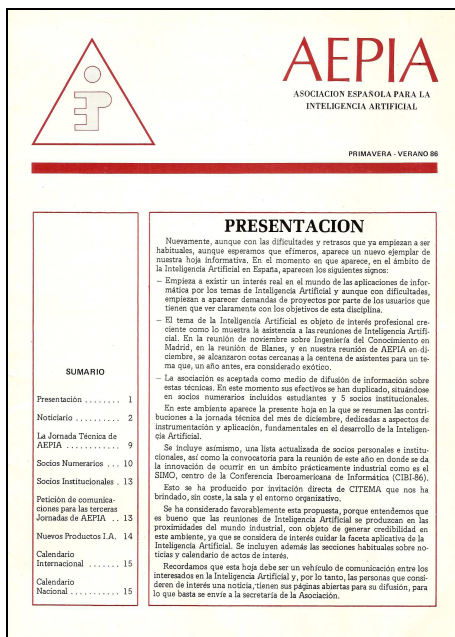 AEPIA
ASOCIACION ESPAÑOLA PARA LA
INTELIGENCIA ARTIFICIAL
PRIMAVERA - VERANO 86
SUMARIO
Presentación ........ 1
Noticiario .......... 2
La Jornada Técnica de
AEPIA ............ 9
Socios Numerarios ... 10
Socios Institucionales . 13
Petición de comunica-
ciones para las terceras
Jornadas de AEPIA .. 13
Nuevos Productos I.A. 14
Calendario
Internacional ....... 15
Calendario
Nacional .......... 15
PRESENTACION
Nuevamente, aunque con las dificultades y retrasos que ya empiezan a ser
habituales, aunque esperamos que efímeros, aparece un nuevo ejemplar de
nuestra hoja informativa. En el momento en que aparece, en el ámbito de
la Inteligencia Artificial en España, aparecen los siguientes signos:
— Empieza a existir un interés real en el mundo de las aplicaciones de infor-
mática por los temas de Inteligencia Artificial y aunque con dificultades,
empiezan a aparecer demandas de proyectos por parte de los usuarios que
tienen que ver claramente con los objetivos de esta disciplina.
— El tema de la Inteligencia Artificial es objeto de interés profesional cre-
ciente como lo muestra la asistencia a las reuniones de Inteligencia Artifi-
cial. En la reunión de noviembre sobre Ingeniería del Conocimiento en
Madrid, en la reunión de Blanes, y en nuestra reunión de AEPIA en di-
ciembre, se alcanzaron cotas cercanas a la centena de asistentes para un te-
ma que, un año antes, era considerado exótico.
— La asociación es aceptada como medio de difusión de información sobre
estas técnicas. En este momento sus efectivos se han duplicado, situándose
en socios numerarios incluidos estudiantes y 5 socios institucionales.
En este ambiente aparece la presente hoja en la que se resumen las contri-
buciones a la jornada técnica del mes de diciembre, dedicadas a aspectos de
instrumentación y aplicación, fundamentales en el desarrollo de la Inteligen-
cia Artificial.
Se incluye asímismo, una lista actualizada de socios personales e institu-
cionales, así como la convocatoria para la reunión de este año en donde se da
la innovación de ocurrir en un ámbito prácticamente industrial como es el
SIMO, centro de la Conferencia Iberoamericana de Informática (CIBI-86).
Esto se ha producido por invitación directa de CITEMA que nos ha
brindado, sin coste, la sala y el entorno organizativo.
Se ha considerado favorablemente esta propuesta, porque entendemos que
es bueno que las reuniones de Inteligencia Artificial se produzcan en las
proximidades del mundo industrial, con objeto de generar credibilidad en
este ambiente, ya que se considera de interés cuidar la faceta aplicativa de la
Inteligencia Artificial. Se incluyen además las secciones habituales sobre no-
ticias y calendario de actos de interés.
Recordamos que esta hoja debe ser un vehículo de comunicación entre los
interesados en la Inteligencia Artificial y, por lo tanto, las personas que consi-
deren de interés una noticia, tienen sus páginas abiertas para su difusión, para
lo que basta se envíe a la secretaría de la Asociación.